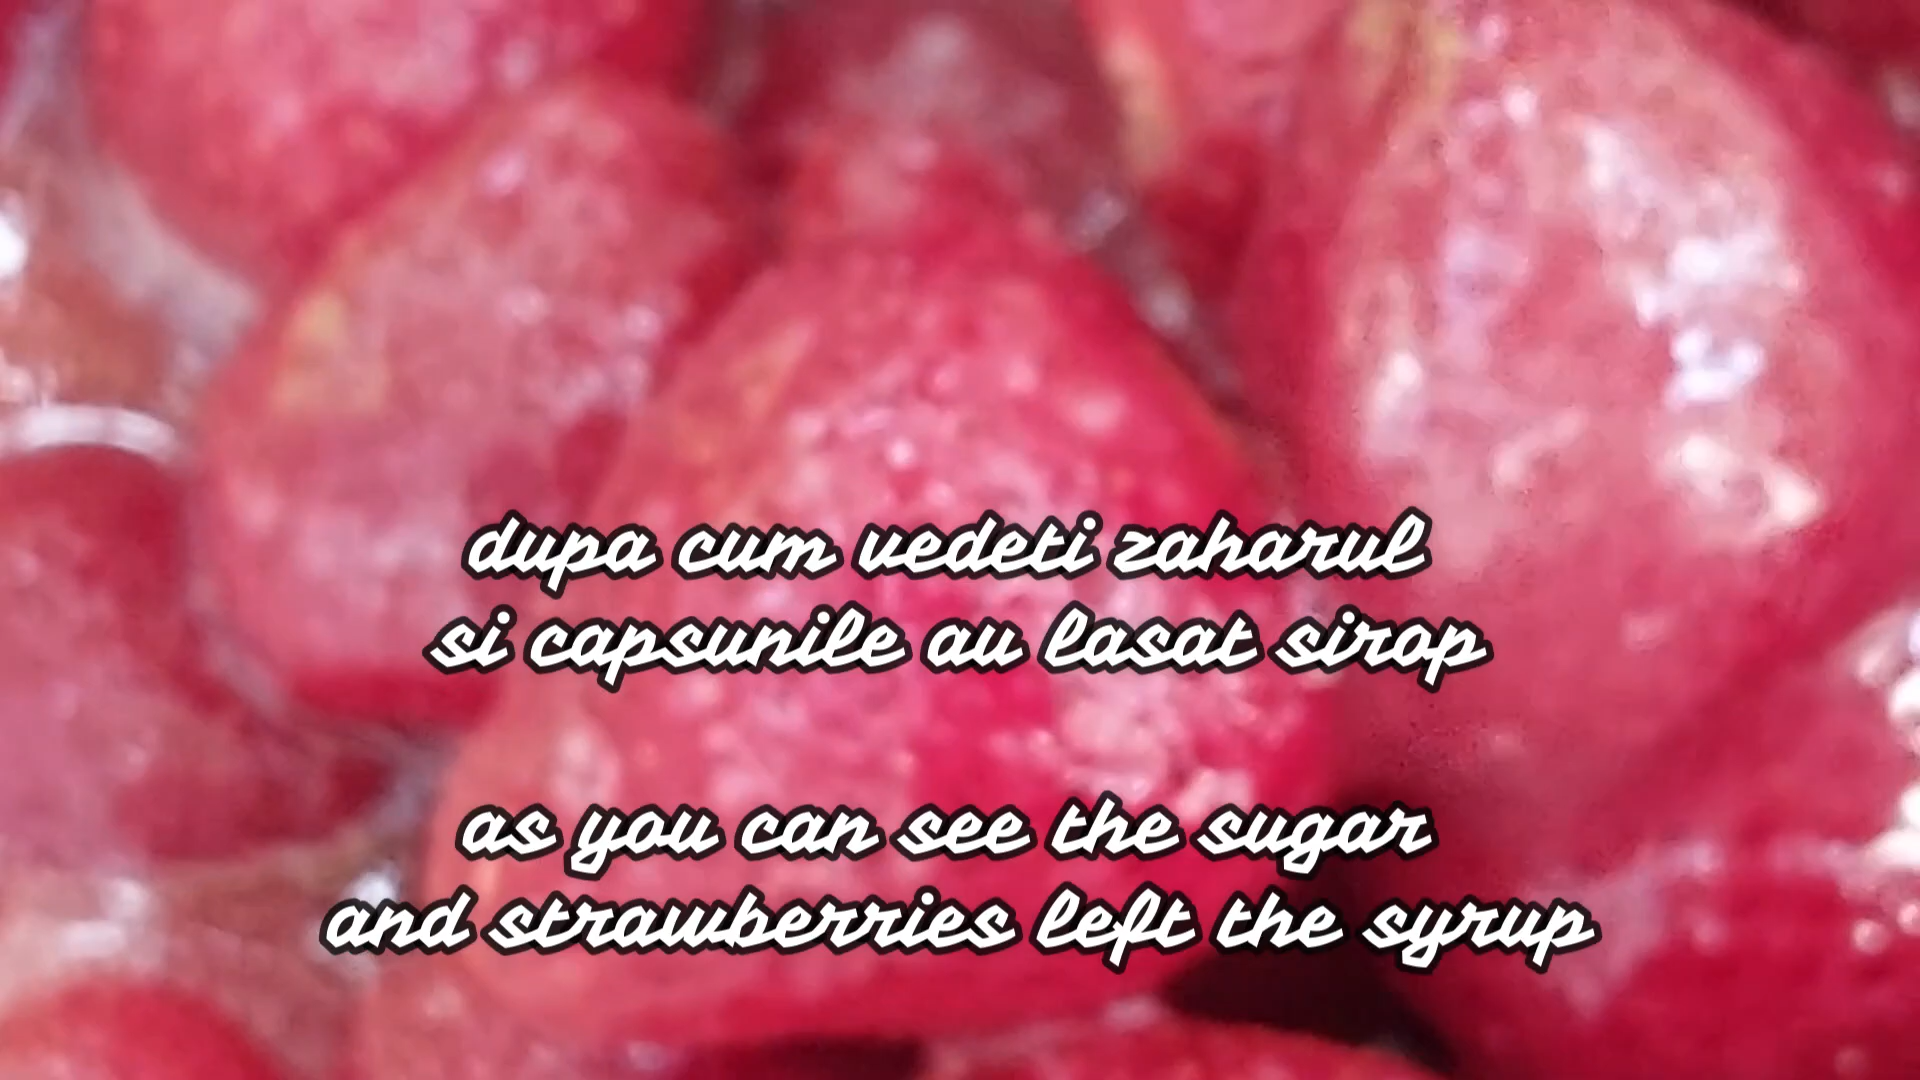 dupa cum vedeti zaharul
si capsunile au lasat sirop
as you can see the sugar
and strawberries left the syrup